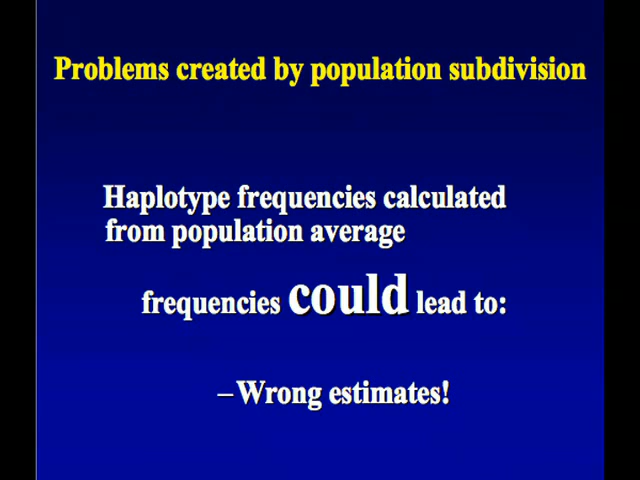 Problems created by population subdivision
Haplotype frequencies calculated
from population average
frequencies could lead to:
–Wrong estimates!